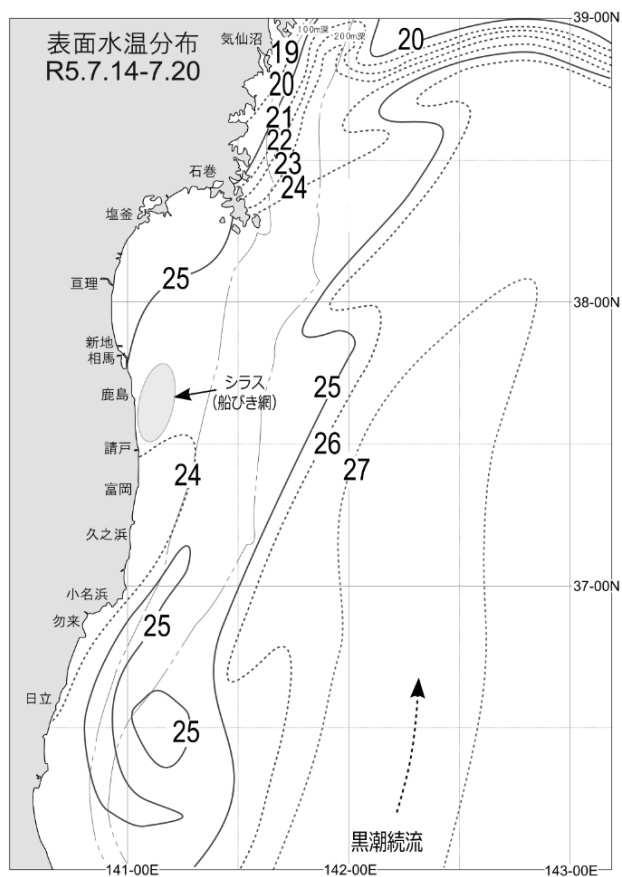 表面水温分布
R5.7.14-7.20
気仙沼
100m深
200m深
39-00N
19
20
20
21
22
23
24
石巻
塩釜
亘理
25
38-00N
新地
相馬
鹿島
シラス
(船びき網)
25
請戸
26
24
27
富岡
久之浜
37-00N
小名浜
勿来
25
日立
25
黒潮続流
141-00E
142-00E
143-00E